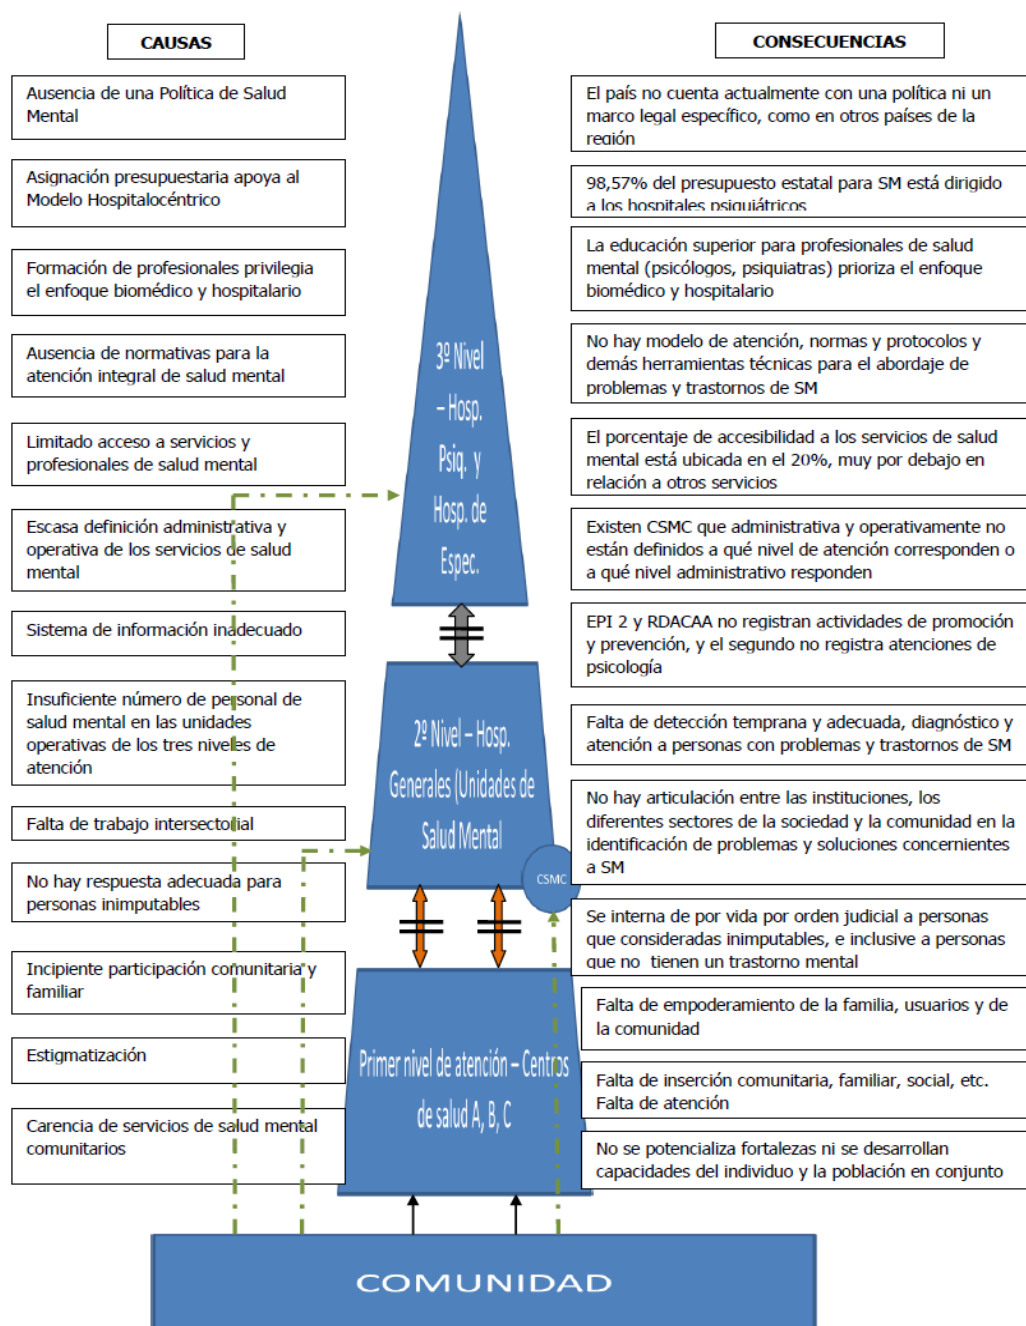 CAUSAS
Ausencia de una Política de Salud
Mental
Asignación presupuestaria apoya al
Modelo Hospitalocéntrico
Formación de profesionales privilegia
el enfoque biomédico y hospitalario
Ausencia de normativas para la
atención integral de salud mental
Limitado acceso a servicios y
profesionales de salud mental
Escasa definición administrativa y
operativa de los servicios de salud
mental
Sistema de información inadecuado
Insuficiente número de personal de
salud mental en las unidades
operativas de los tres niveles de
atención
Falta de trabajo intersectorial
No hay respuesta adecuada para
personas inimputables
Incipiente participación comunitaria y
familiar
Estigmatización
Carencia de servicios de salud mental
comunitarios
3º Nivel
– Hosp.
Psiq. y
Hosp. de
Espec.
2º Nivel – Hosp.
Generales (Unidades de
Salud Mental
CSMC
Primer nivel de atención – Centros
de salud A, B, C
COMUNIDAD
CONSECUENCIAS
El país no cuenta actualmente con una política ni un
marco legal específico, como en otros países de la
región
98,57% del presupuesto estatal para SM está dirigido
a los hospitales psiquiátricos
La educación superior para profesionales de salud
mental (psicólogos, psiquiatras) prioriza el enfoque
biomédico y hospitalario
No hay modelo de atención, normas y protocolos y
demás herramientas técnicas para el abordaje de
problemas y trastornos de SM
El porcentaje de accesibilidad a los servicios de salud
mental está ubicada en el 20%, muy por debajo en
relación a otros servicios
Existen CSMC que administrativa y operativamente no
están definidos a qué nivel de atención corresponden o
a qué nivel administrativo responden
EPI 2 y RDACAA no registran actividades de promoción
y prevención, y el segundo no registra atenciones de
psicología
Falta de detección temprana y adecuada, diagnóstico y
atención a personas con problemas y trastornos de SM
No hay articulación entre las instituciones, los
diferentes sectores de la sociedad y la comunidad en la
identificación de problemas y soluciones concernientes
a SM
Se interna de por vida por orden judicial a personas
que consideradas inimputables, e inclusive a personas
que no tienen un trastorno mental
Falta de empoderamiento de la familia, usuarios y de
la comunidad
Falta de inserción comunitaria, familiar, social, etc.
Falta de atención
No se potencializa fortalezas ni se desarrollan
capacidades del individuo y la población en conjunto